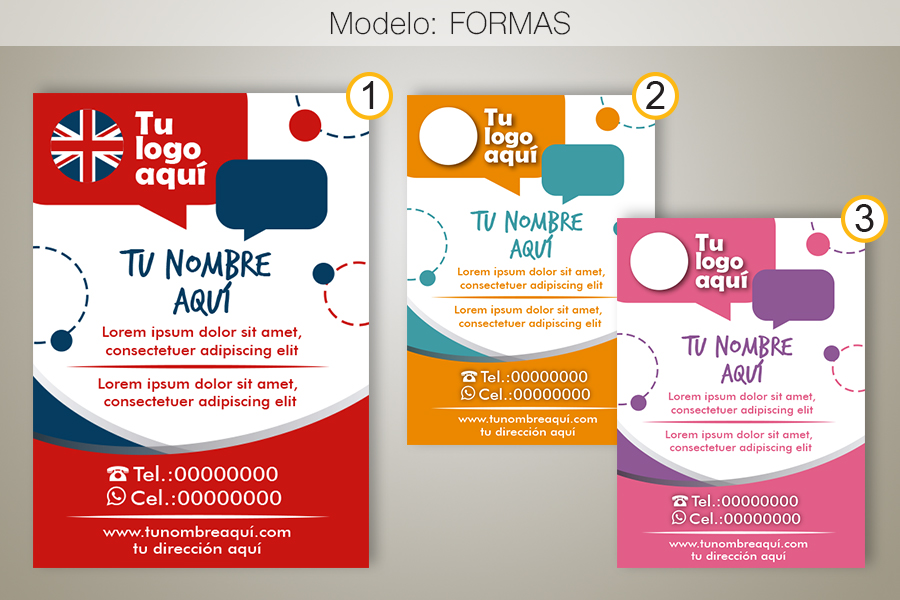 Modelo: FORMAS
1
Tu
logo
aquí
TU NOMBRE
AQUÍ
Lorem ipsum dolor sit amet,
consectetuer adipiscing elit
Lorem ipsum dolor sit amet,
consectetuer adipiscing elit
Tel.:00000000
Cel.:00000000
www.tunombreaquí.com
tu dirección aquí
2
Tu
logo
aquí
TU NOMBRE
AQUÍ
Lorem ipsum dolor sit amet,
consectetuer adipiscing elit
Lorem ipsum dolor sit amet,
consectetuer adipiscing elit
Tel.:00000000
Cel.:00000000
www.tunombreaquí.com
tu dirección aquí
3
Tu
logo
aquí
TU NOMBRE
AQUÍ
Lorem ipsum dolor sit amet,
consectetuer adipiscing elit
Lorem ipsum dolor sit amet,
consectetuer adipiscing elit
Tel.:00000000
Cel.:00000000
www.tunombreaquí.com
tu dirección aquí